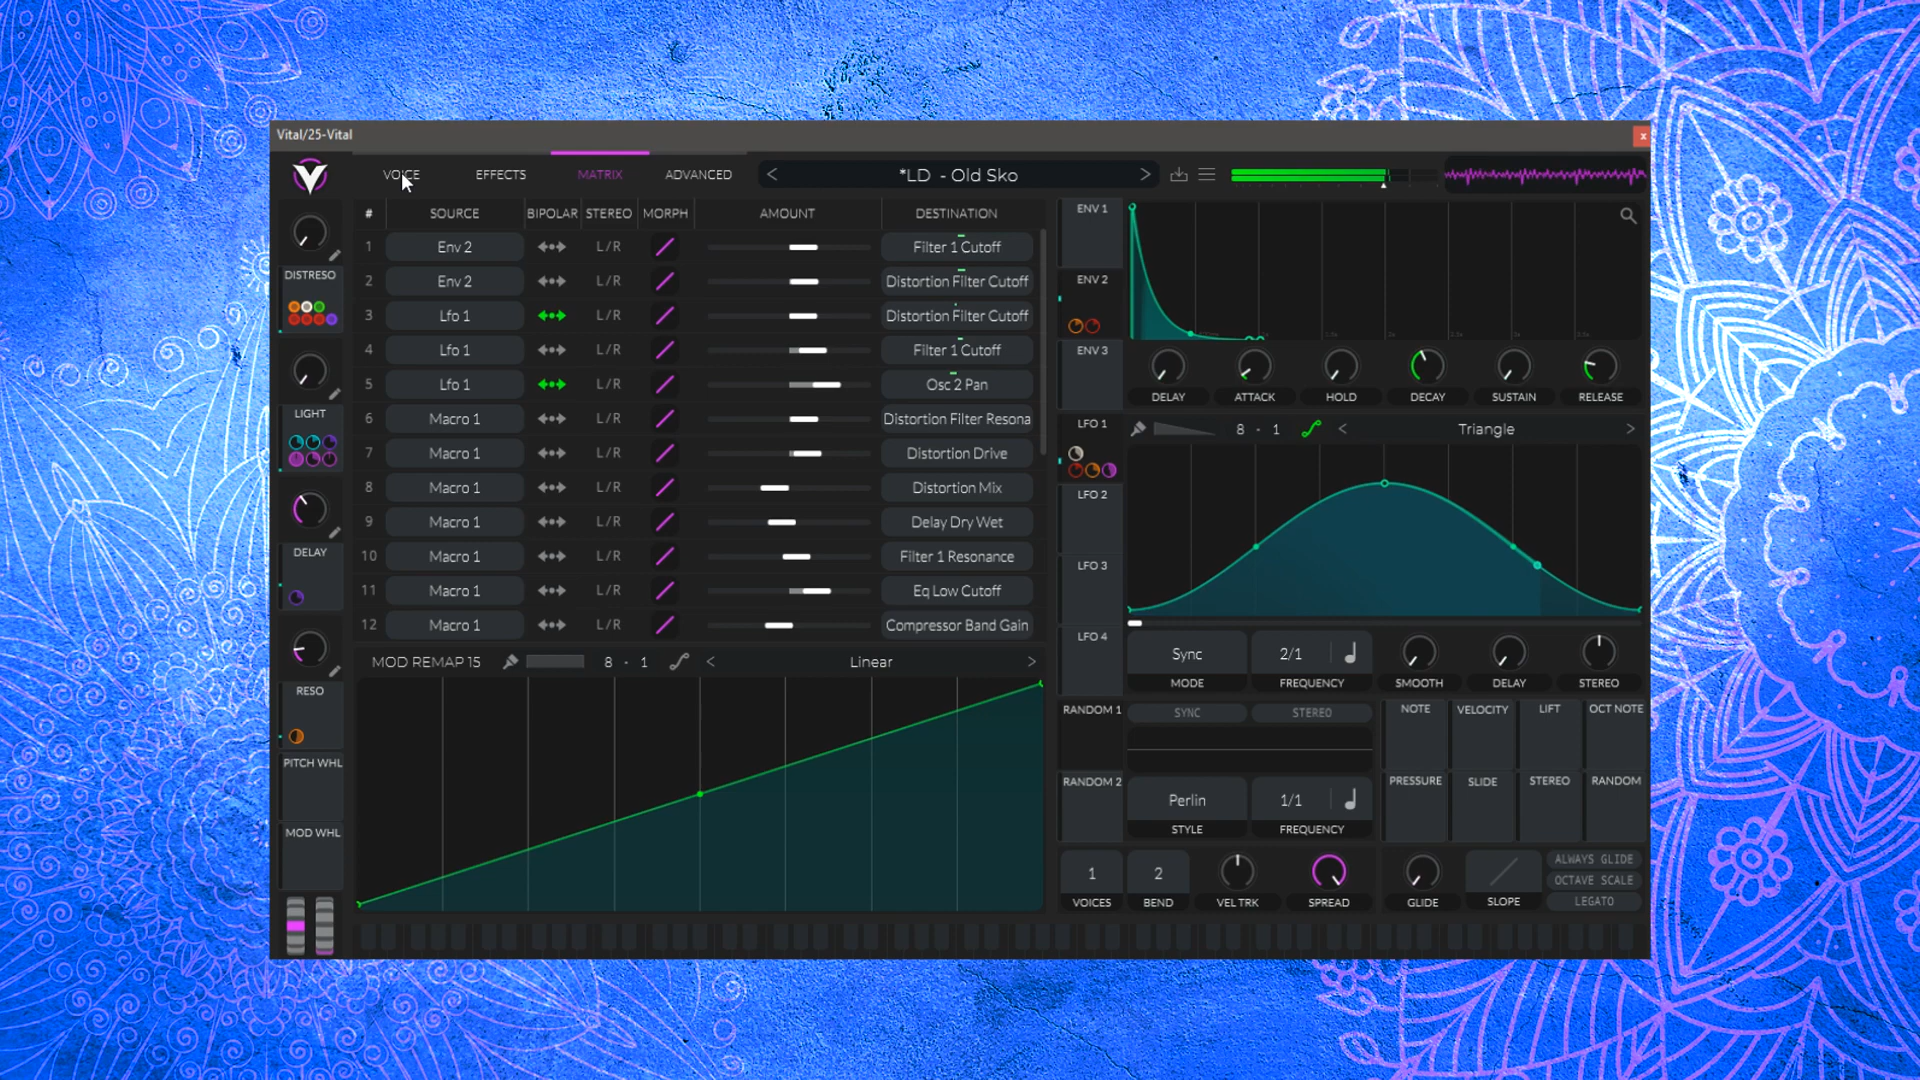 Vital/25-Vital
VOICE EFFECTS MATRIX ADVANCED < *LD - Old Sko >
# SOURCE BIPOLAR STEREO MORPH AMOUNT DESTINATION
1 Env 2 L/R Filter 1 Cutoff
2 Env 2 L/R Distortion Filter Cutoff
3 Lfo 1 L/R Distortion Filter Cutoff
4 Lfo 1 L/R Filter 1 Cutoff
5 Lfo 1 L/R Osc 2 Pan
6 Macro 1 L/R Distortion Filter Resona
7 Macro 1 L/R Distortion Drive
8 Macro 1 L/R Distortion Mix
9 Macro 1 L/R Delay Dry Wet
10 Macro 1 L/R Filter 1 Resonance
11 Macro 1 L/R Eq Low Cutoff
12 Macro 1 L/R Compressor Band Gain
MOD REMAP 15 8 - 1 < Linear >
DISTRESO
LIGHT
DELAY
RESO
PITCH WHL
MOD WHL
ENV 1
ENV 2
ENV 3
DELAY ATTACK HOLD DECAY SUSTAIN RELEASE
LFO 1 8 - 1 < Triangle >
LFO 2
LFO 3
LFO 4
Sync 2/1
MODE FREQUENCY SMOOTH DELAY STEREO
RANDOM 1 SYNC STEREO
RANDOM 2 Perlin 1/1
STYLE FREQUENCY
NOTE VELOCITY LIFT OCT NOTE
PRESSURE SLIDE STEREO RANDOM
1 2
VOICES BEND VEL TRK SPREAD GLIDE SLOPE
ALWAYS GLIDE
OCTAVE SCALE
LEGATO